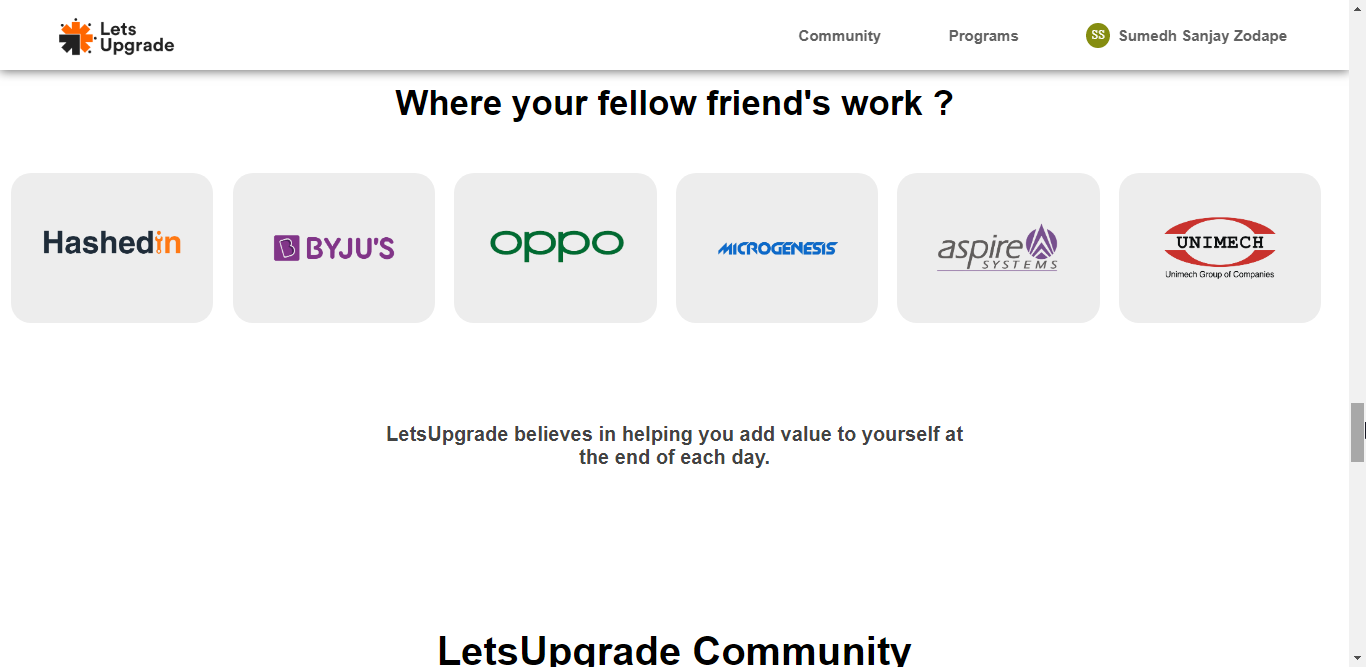 Lets
Upgrade
Community
Programs
SS
Sumedh Sanjay Zodape
Where your fellow friend's work ?
Hashedin
B BYJU'S
oppo
MICROGENESIS
aspire
SYSTEMS
UNIMECH
Unimech Group of Companies
LetsUpgrade believes in helping you add value to yourself at
the end of each day.
LetsUpgrade Community